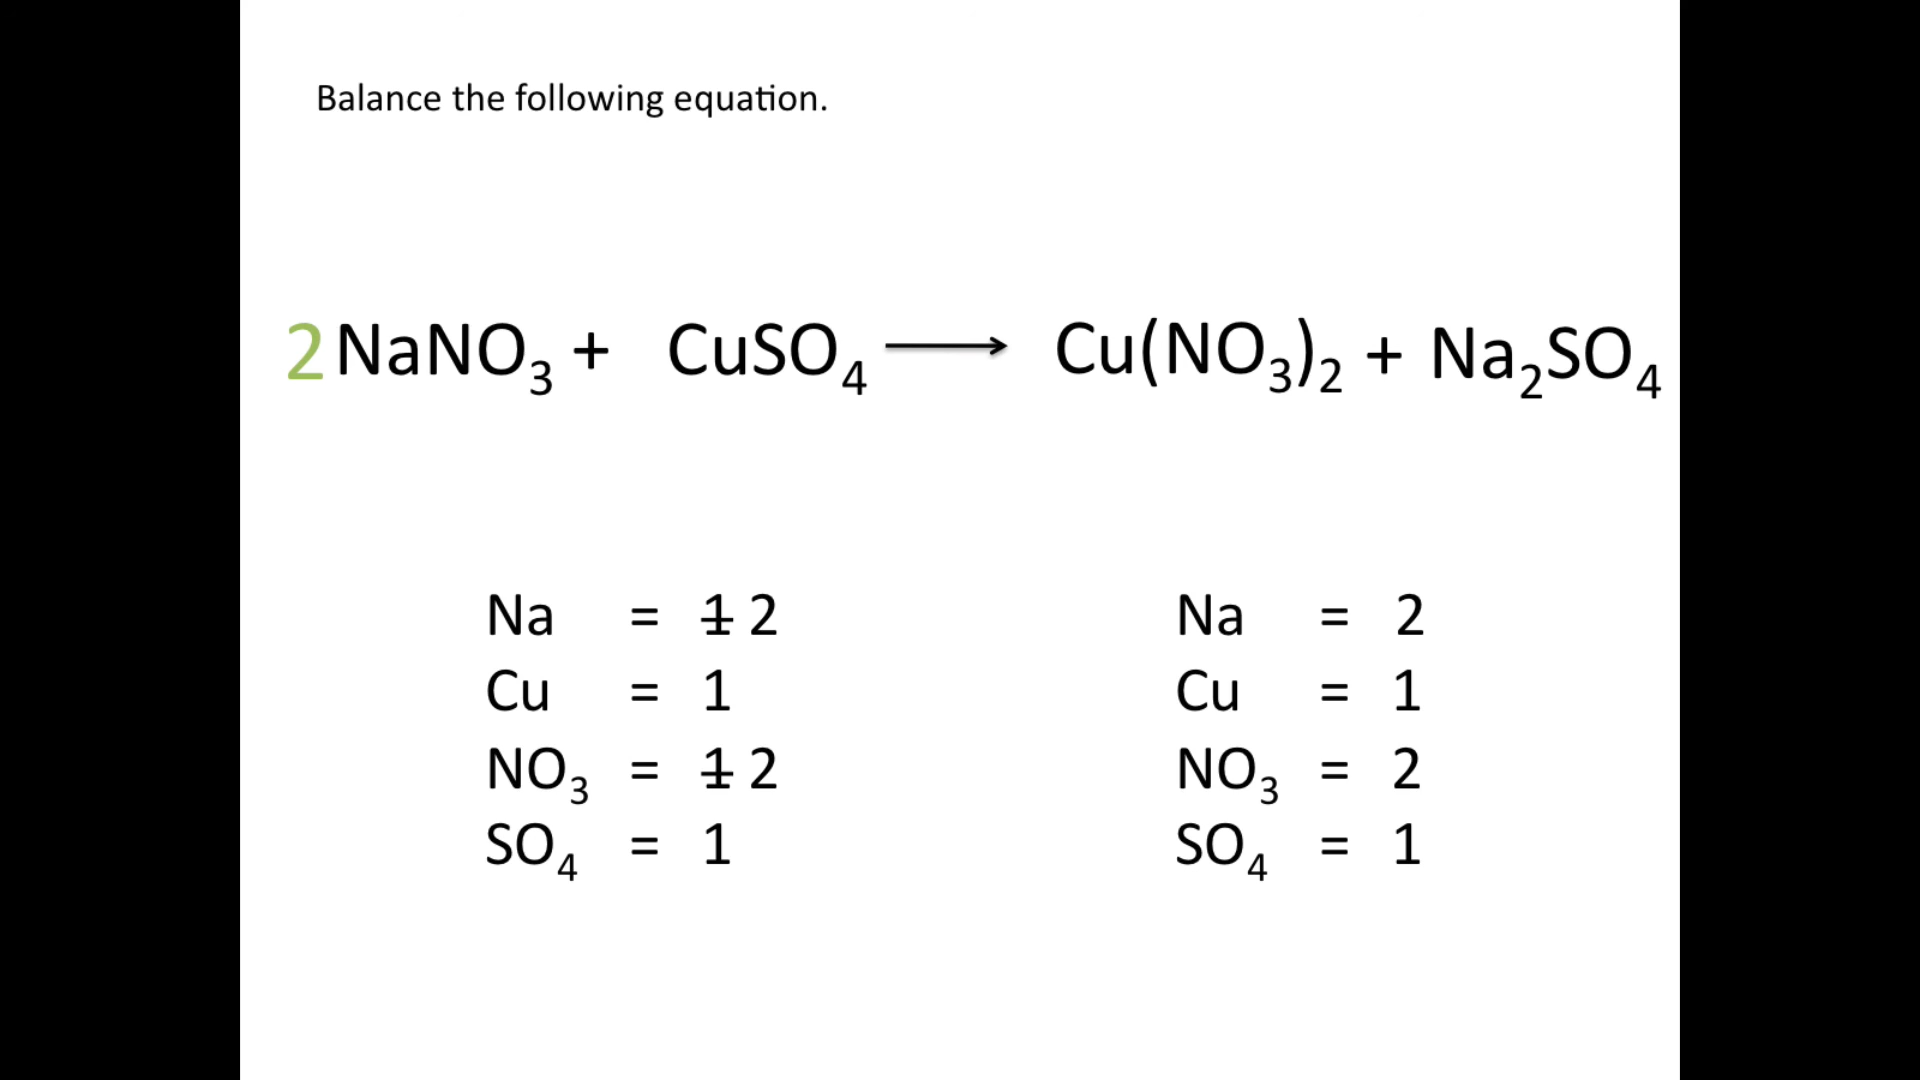 Balance the following equation.
2 NaNO₃ + CuSO₄ ⟶ Cu(NO₃)₂ + Na₂SO₄
Na = 1̶ 2 Na = 2
Cu = 1 Cu = 1
NO₃ = 1̶ 2 NO₃ = 2
SO₄ = 1 SO₄ = 1